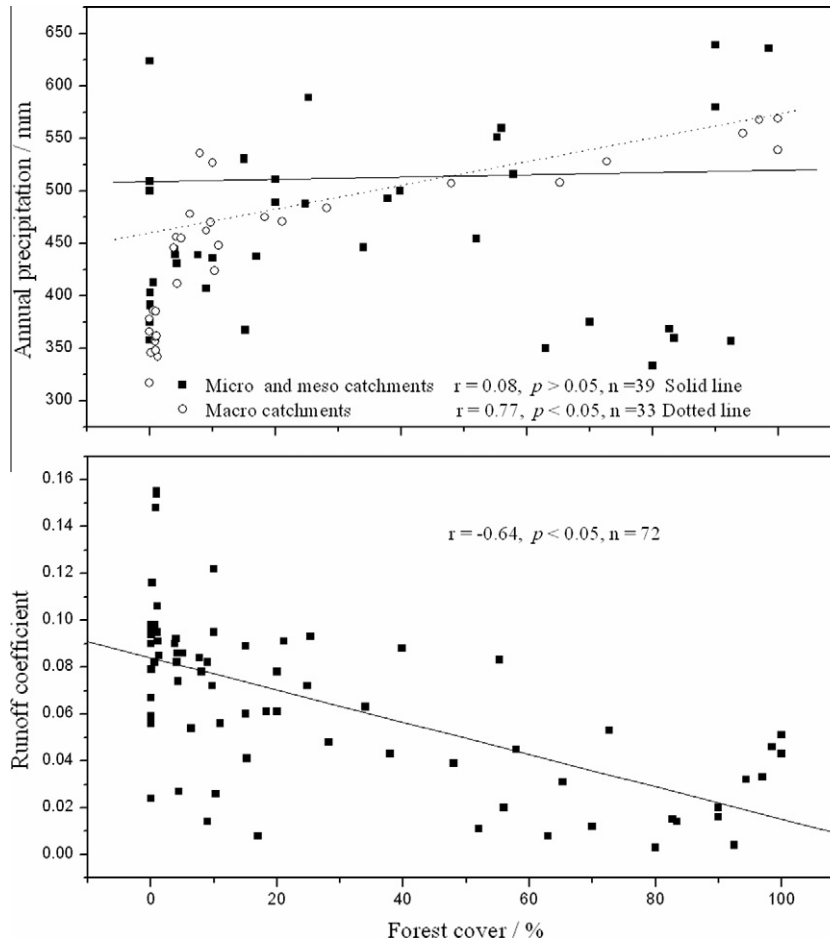 Annual precipitation / mm
650
600
550
500
450
400
350
300
Micro and meso catchments r = 0.08, p > 0.05, n =39 Solid line
Macro catchments r = 0.77, p < 0.05, n =33 Dotted line
Runoff coefficient
0.16
0.14
0.12
0.10
0.08
0.06
0.04
0.02
0.00
r = -0.64, p < 0.05, n = 72
0 20 40 60 80 100
Forest cover / %